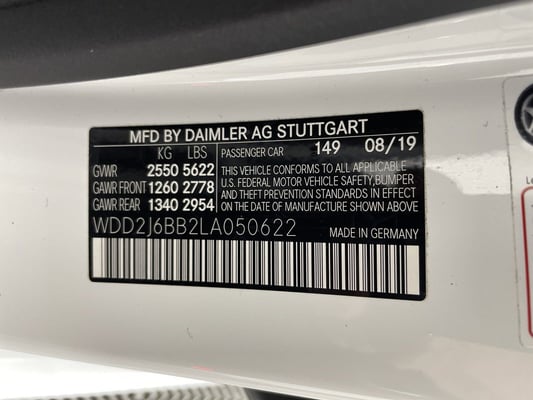 MFD BY DAIMLER AG STUTTGART
KG LBS PASSENGER CAR 149 08/19
GVWR 2550 5622 THIS VEHICLE CONFORMS TO ALL APPLICABLE
GAWR FRONT 1260 2778 U.S. FEDERAL MOTOR VEHICLE SAFETY,BUMPER
GAWR REAR 1340 2954 AND THEFT PREVENTION STANDARDS IN EFFECT
ON THE DATE OF MANUFACTURE SHOWN ABOVE
WDD2J6BB2LA050622
MADE IN GERMANY